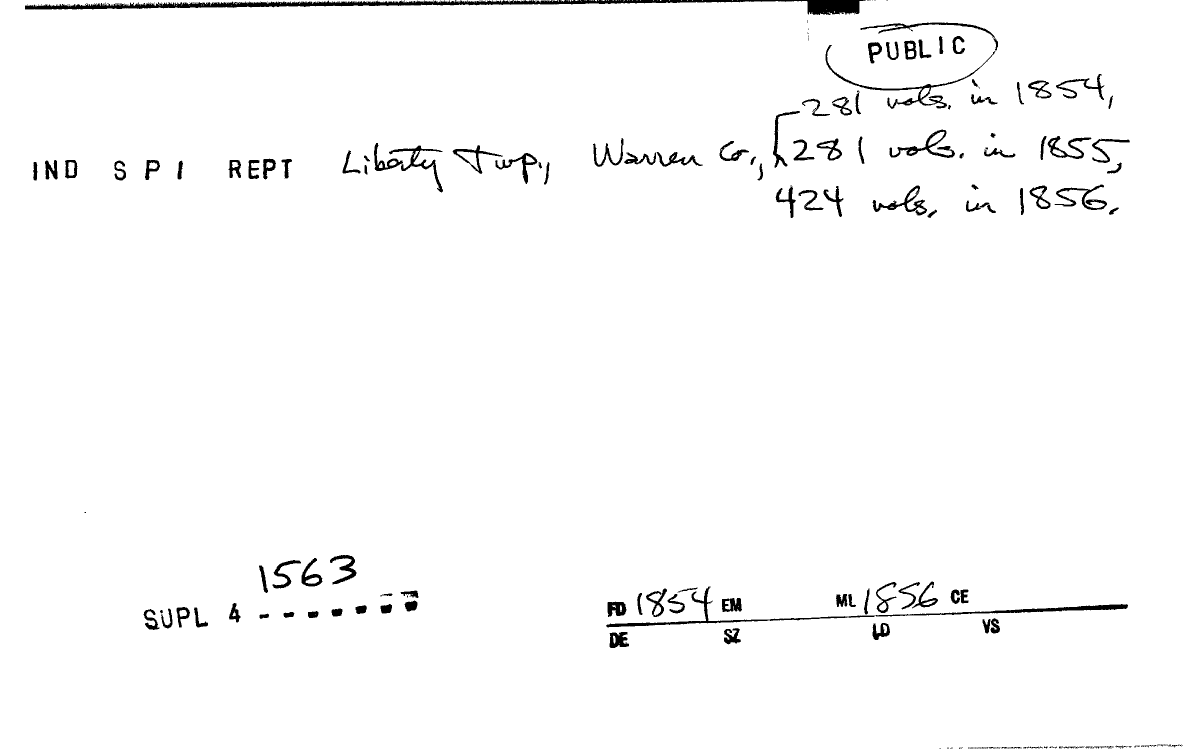 PUBLIC
281 vols. in 1854,
IND S P I REPT Liberty Twp., Warren Co., 281 vols. in 1855,
424 vols. in 1856.
1563
SUPL 4 - - - - - - -
FD 1854 EM ML 1856 CE
DE SZ LD VS